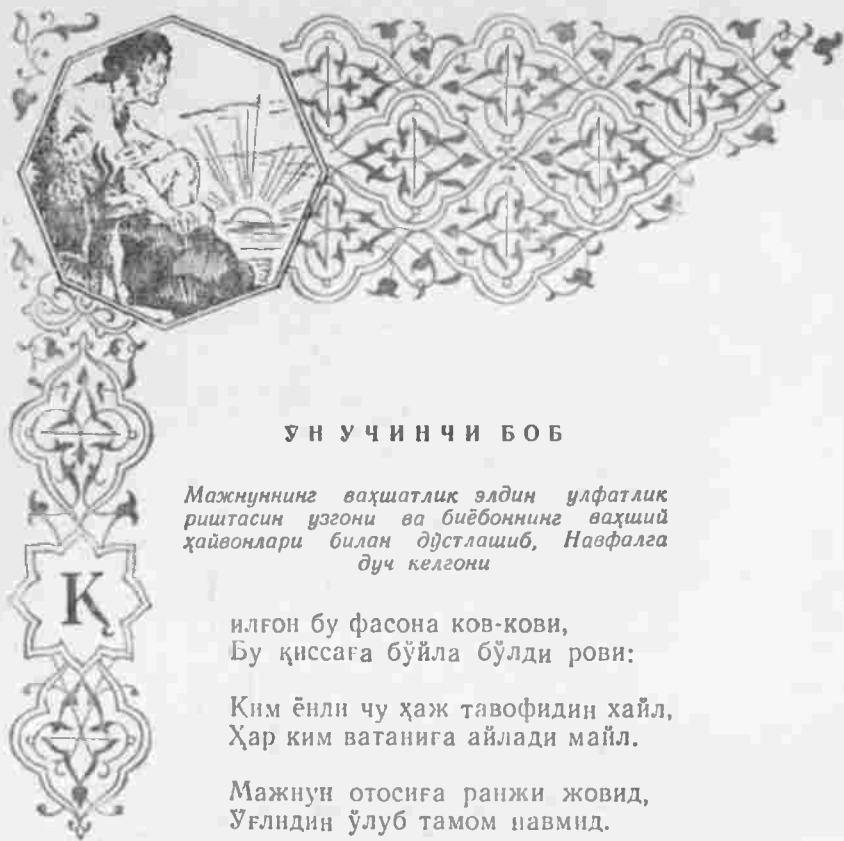 ЎН УЧИНЧИ БОБ
Мажнуннинг ваҳшатлик элдин улфатлик
риштасин узгони ва биёбоннинг ваҳший
ҳайвонлари билан дўстлашиб, Навфалга
дуч келгони
Қ
илғон бу фасона ков-кови,
Бу қиссаға бўйла бўлди рови:
Ким ёнли чу ҳаж тавофидин хайл,
Ҳар ким ватаниға айлади майл.
Мажнун отосиға ранжи жовид,
Ўғлидин ўлуб тамом навмид.